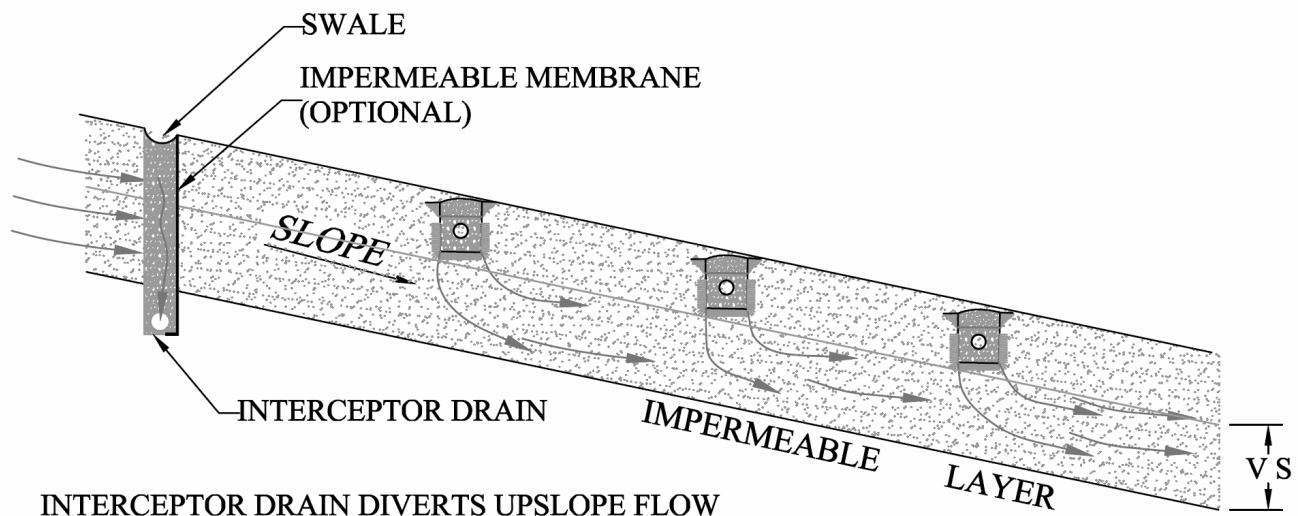 SWALE
IMPERMEABLE MEMBRANE
(OPTIONAL)
SLOPE
INTERCEPTOR DRAIN
IMPERMEABLE LAYER
V S
INTERCEPTOR DRAIN DIVERTS UPSLOPE FLOW